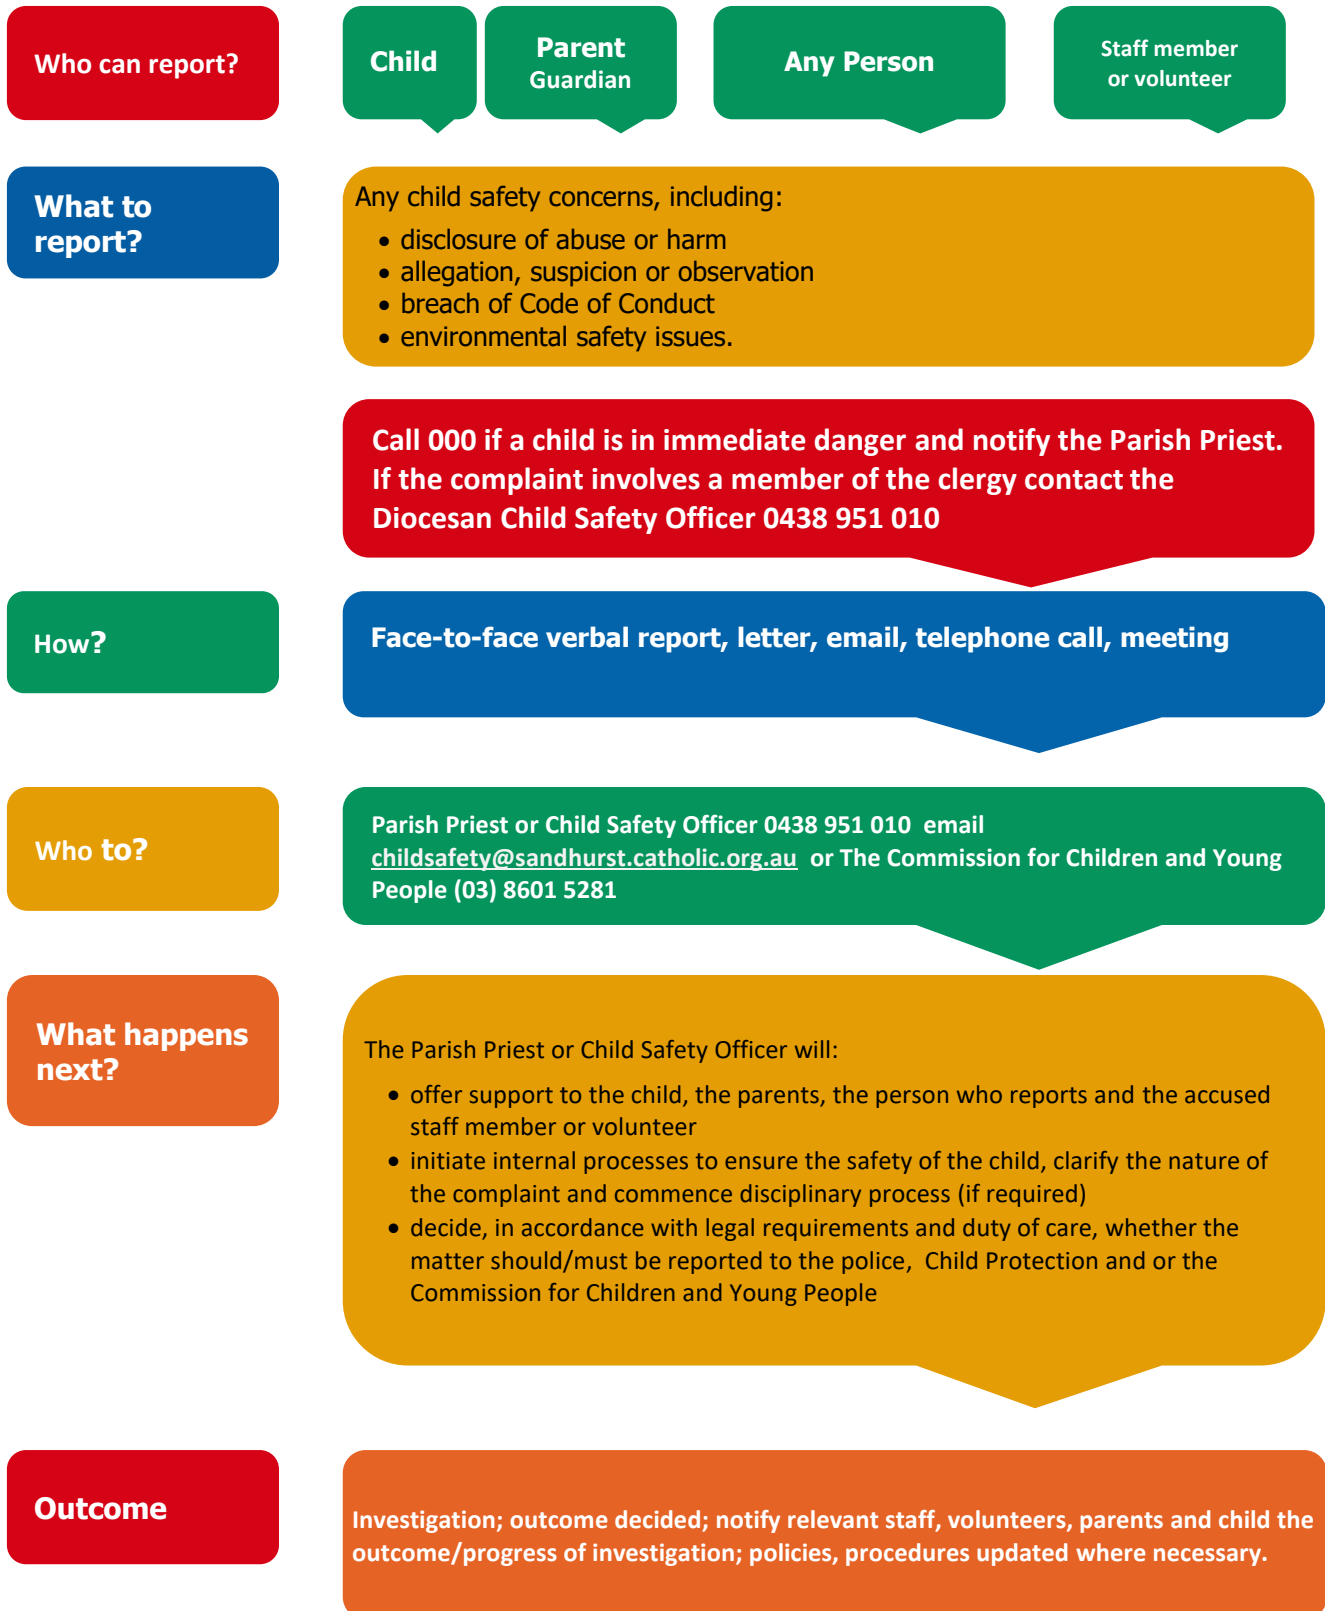 Who can report?
Child
Parent
Guardian
Any Person
Staff member
or volunteer
What to
report?
Any child safety concerns, including:
• disclosure of abuse or harm
• allegation, suspicion or observation
• breach of Code of Conduct
• environmental safety issues.
Call 000 if a child is in immediate danger and notify the Parish Priest.
If the complaint involves a member of the clergy contact the
Diocesan Child Safety Officer 0438 951 010
How?
Face-to-face verbal report, letter, email, telephone call, meeting
Who to?
Parish Priest or Child Safety Officer 0438 951 010 email
childsafety@sandhurst.catholic.org.au or The Commission for Children and Young
People (03) 8601 5281
What happens
next?
The Parish Priest or Child Safety Officer will:
• offer support to the child, the parents, the person who reports and the accused
staff member or volunteer
• initiate internal processes to ensure the safety of the child, clarify the nature of
the complaint and commence disciplinary process (if required)
• decide, in accordance with legal requirements and duty of care, whether the
matter should/must be reported to the police, Child Protection and or the
Commission for Children and Young People
Outcome
Investigation; outcome decided; notify relevant staff, volunteers, parents and child the
outcome/progress of investigation; policies, procedures updated where necessary.